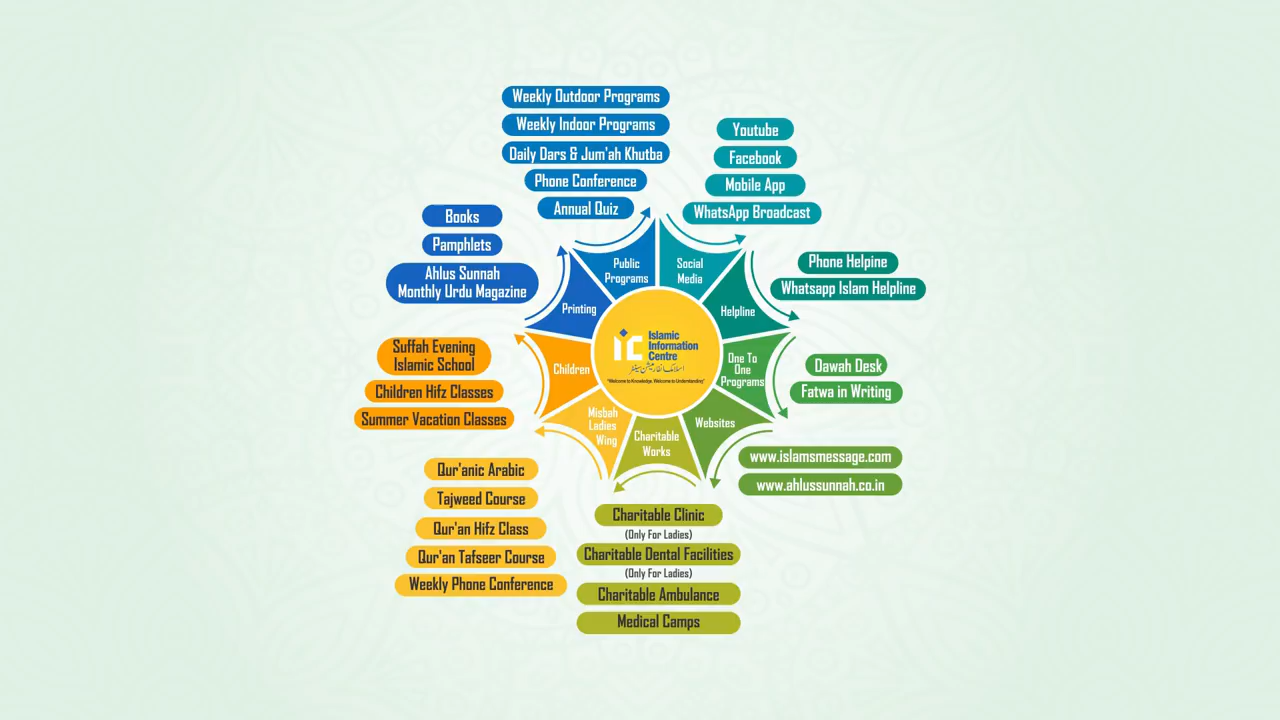 Weekly Outdoor Programs
Weekly Indoor Programs
Daily Dars & Jum'ah Khutba
Phone Conference
Annual Quiz
Public
Programs
Youtube
Facebook
Mobile App
WhatsApp Broadcast
Social
Media
Phone Helpine
Whatsapp Islam Helpline
Helpline
Dawah Desk
Fatwa in Writing
One To
One
Programs
www.islamsmessage.com
www.ahlussunnah.co.in
Websites
Charitable
Works
Charitable Clinic
(Only For Ladies)
Charitable Dental Facilities
(Only For Ladies)
Charitable Ambulance
Medical Camps
Misbah
Ladies
Wing
Qur'anic Arabic
Tajweed Course
Qur'an Hifz Class
Qur'an Tafseer Course
Weekly Phone Conference
Children
Suffah Evening
Islamic School
Children Hifz Classes
Summer Vacation Classes
Printing
Books
Pamphlets
Ahlus Sunnah
Monthly Urdu Magazine
iC
Islamic
Information
Centre
اسلامک انفارمیشن سینٹر
"Welcome to Knowledge, Welcome to Understanding"